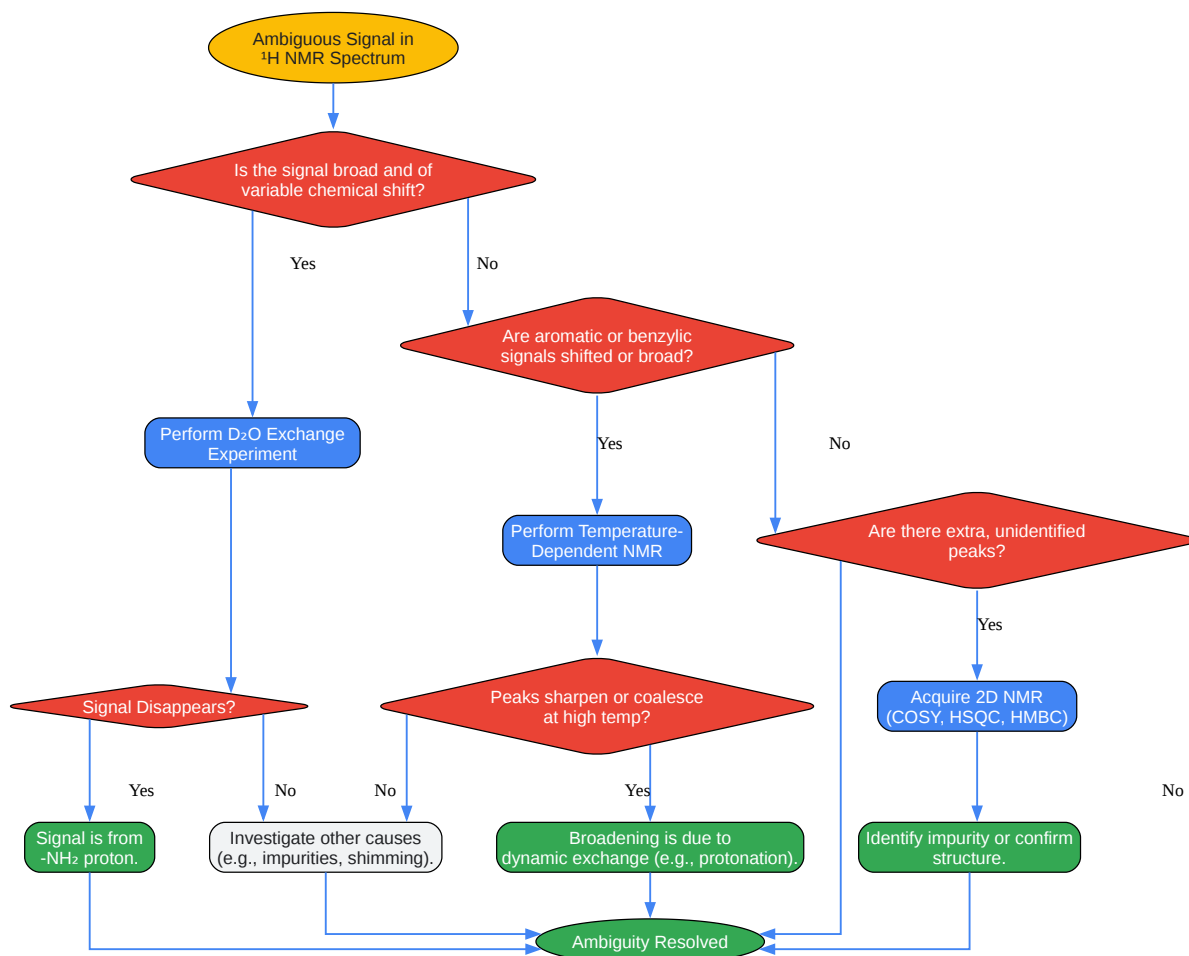 Ambiguous Signal in
¹H NMR Spectrum
Is the signal broad and of
variable chemical shift?
Yes
No
Are aromatic or benzylic
signals shifted or broad?
Yes
No
Perform D₂O Exchange
Experiment
Perform Temperature-
Dependent NMR
Are there extra, unidentified
peaks?
Yes
No
Signal Disappears?
Peaks sharpen or coalesce
at high temp?
Acquire 2D NMR
(COSY, HSQC, HMBC)
Yes
No
No
Yes
Signal is from
-NH₂ proton.
Investigate other causes
(e.g., impurities, shimming).
Broadening is due to
dynamic exchange (e.g., protonation).
Identify impurity or confirm
structure.
Ambiguity Resolved